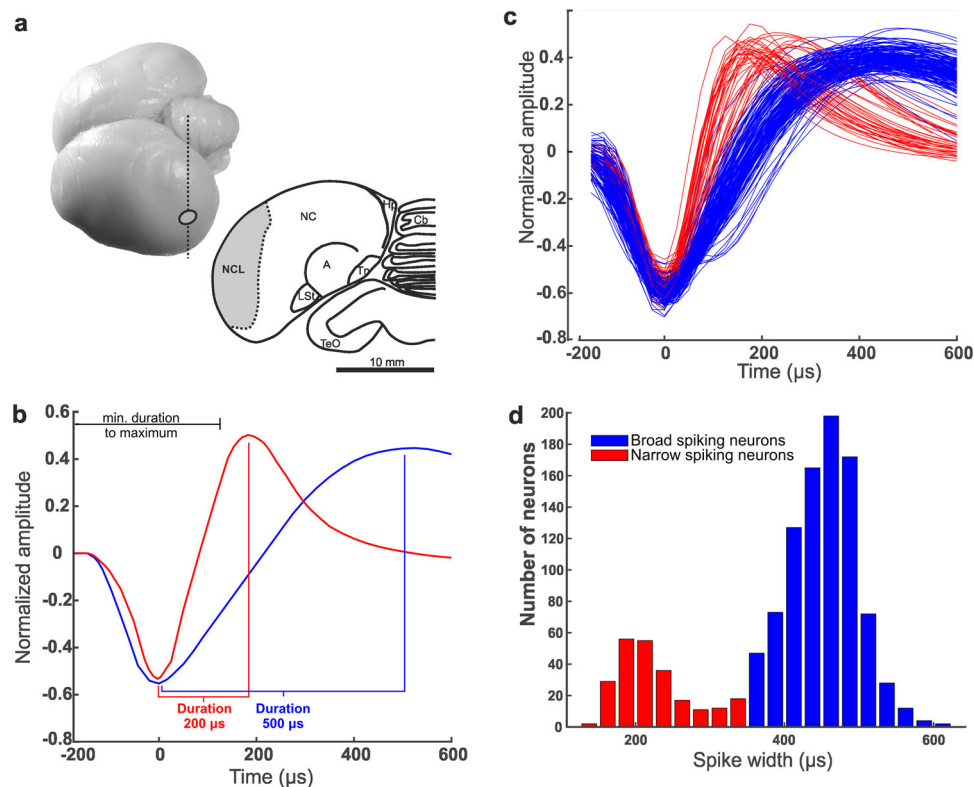 a
NC
NCL
A
Hp
Cb
Tn
LSt
TeO
10 mm
b
Normalized amplitude
0.6
0.4
0.2
0
-0.2
-0.4
-0.6
-0.8
min. duration
to maximum
Duration
200 µs
Duration
500 µs
-200
0
200
400
600
Time (µs)
c
Normalized amplitude
0.4
0.2
0
-0.2
-0.4
-0.6
-0.8
-200
0
200
400
600
Time (µs)
d
Number of neurons
200
180
160
140
120
100
80
60
40
20
0
Broad spiking neurons
Narrow spiking neurons
200
400
600
Spike width (µs)